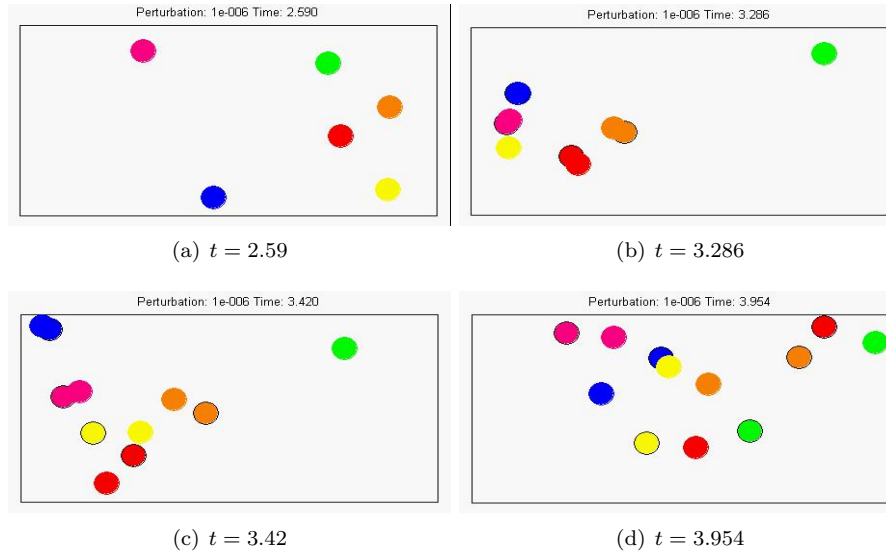 Perturbation: 1e-006 Time: 2.590
Perturbation: 1e-006 Time: 3.286
(a) t = 2.59
(b) t = 3.286
Perturbation: 1e-006 Time: 3.420
Perturbation: 1e-006 Time: 3.954
(c) t = 3.42
(d) t = 3.954